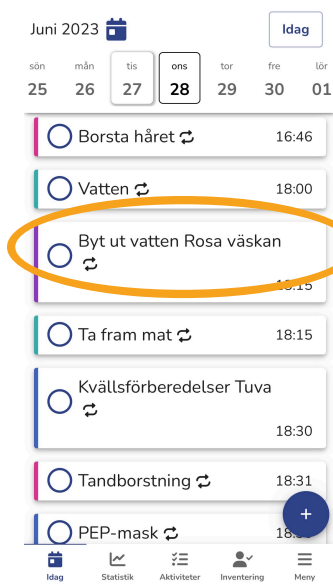 Juni 2023
Idag
sön mån tis ons tor fre lör
25 26 27 28 29 30 01
Borsta håret 16:46
Vatten 18:00
Byt ut vatten Rosa väskan
18:15
Ta fram mat 18:15
Kvällsförberedelser Tuva
18:30
Tandborstning 18:31
PEP-mask
+
Idag Statistik Aktiviteter Inventering Meny